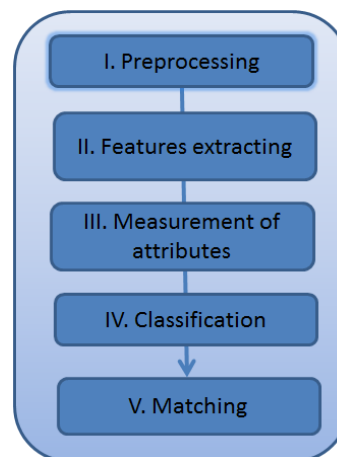 I. Preprocessing
II. Features extracting
III. Measurement of
attributes
IV. Classification
V. Matching